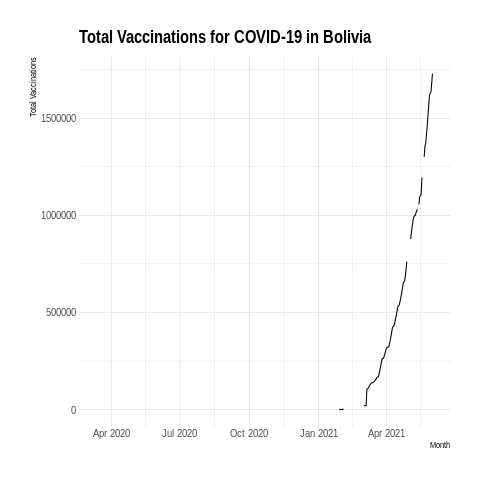 Total Vaccinations for COVID-19 in Bolivia
Total Vaccinations
1500000
1000000
500000
0
Apr 2020 Jul 2020 Oct 2020 Jan 2021 Apr 2021
Month